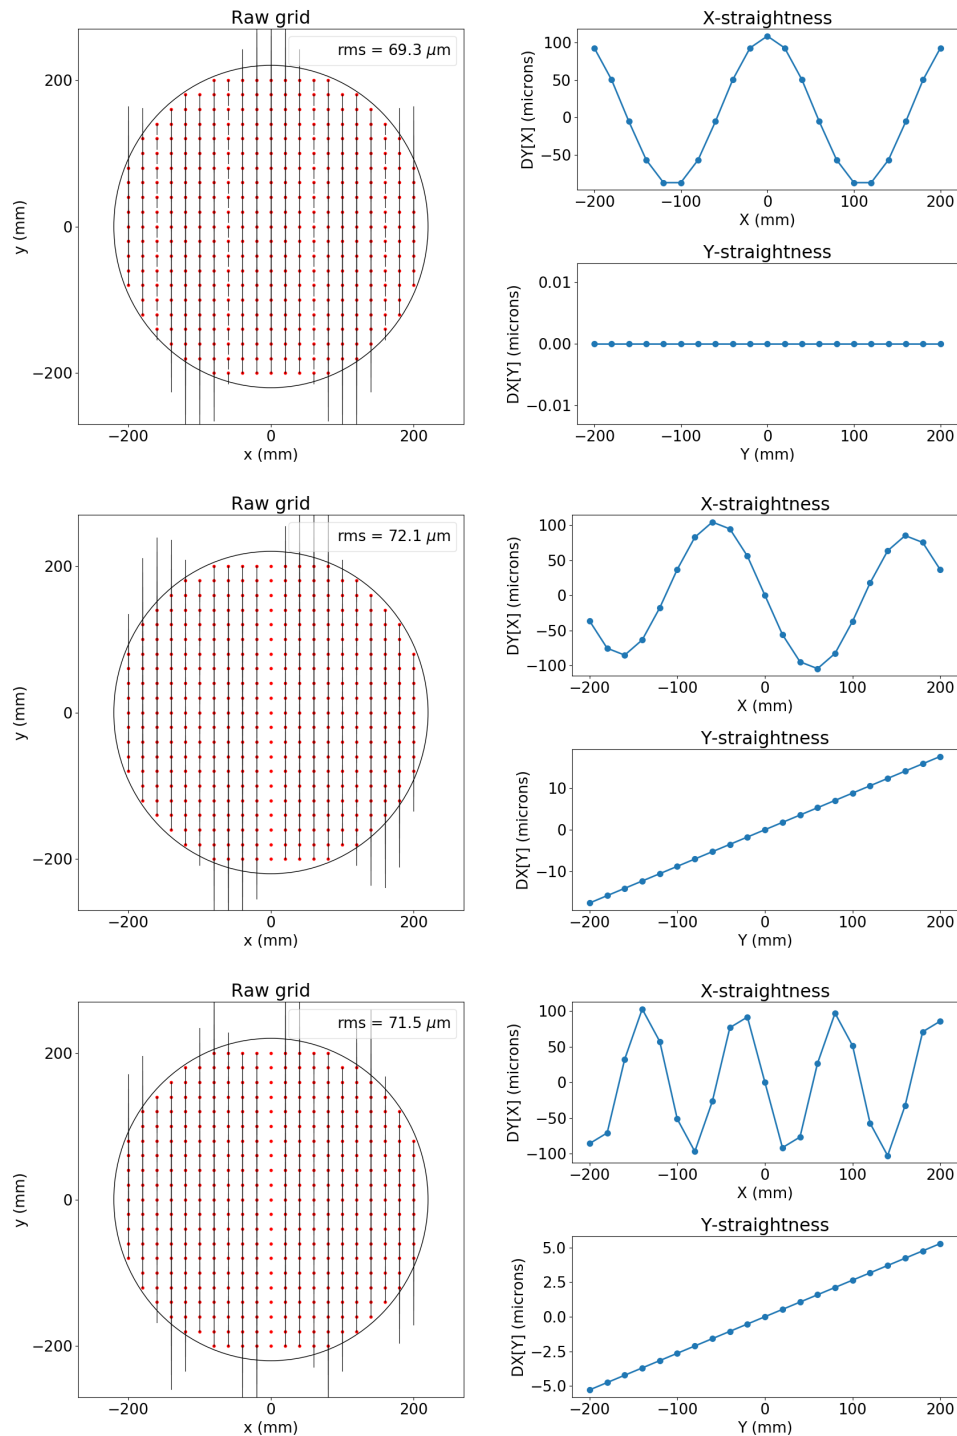 Raw grid
rms = 69.3 μm
200
0
−200
y (mm)
−200 0 200
x (mm)
X-straightness
100
50
0
−50
DY[X] (microns)
−200 −100 0 100 200
X (mm)
Y-straightness
0.01
0.00
−0.01
DX[Y] (microns)
−200 −100 0 100 200
Y (mm)
Raw grid
rms = 72.1 μm
200
0
−200
y (mm)
−200 0 200
x (mm)
X-straightness
100
50
0
−50
−100
DY[X] (microns)
−200 −100 0 100 200
X (mm)
Y-straightness
10
0
−10
DX[Y] (microns)
−200 −100 0 100 200
Y (mm)
Raw grid
rms = 71.5 μm
200
0
−200
y (mm)
−200 0 200
x (mm)
X-straightness
100
50
0
−50
−100
DY[X] (microns)
−200 −100 0 100 200
X (mm)
Y-straightness
5.0
2.5
0.0
−2.5
−5.0
DX[Y] (microns)
−200 −100 0 100 200
Y (mm)